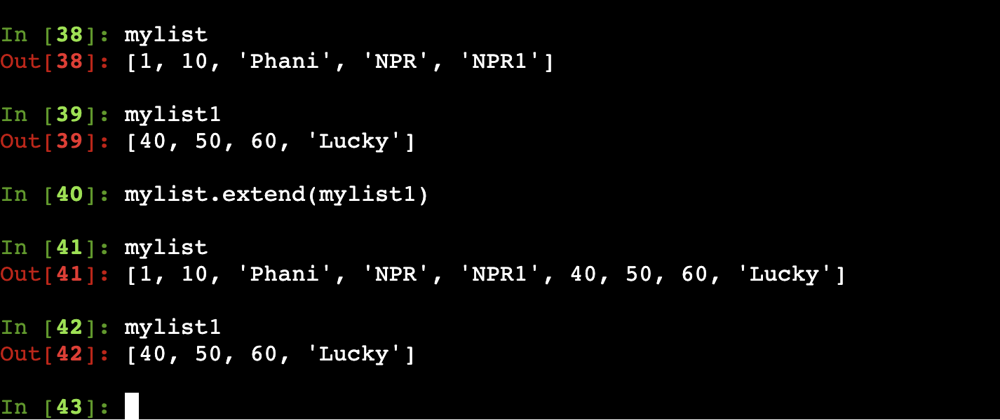 In [38]: mylist
Out[38]: [1, 10, 'Phani', 'NPR', 'NPR1']
In [39]: mylist1
Out[39]: [40, 50, 60, 'Lucky']
In [40]: mylist.extend(mylist1)
In [41]: mylist
Out[41]: [1, 10, 'Phani', 'NPR', 'NPR1', 40, 50, 60, 'Lucky']
In [42]: mylist1
Out[42]: [40, 50, 60, 'Lucky']
In [43]: